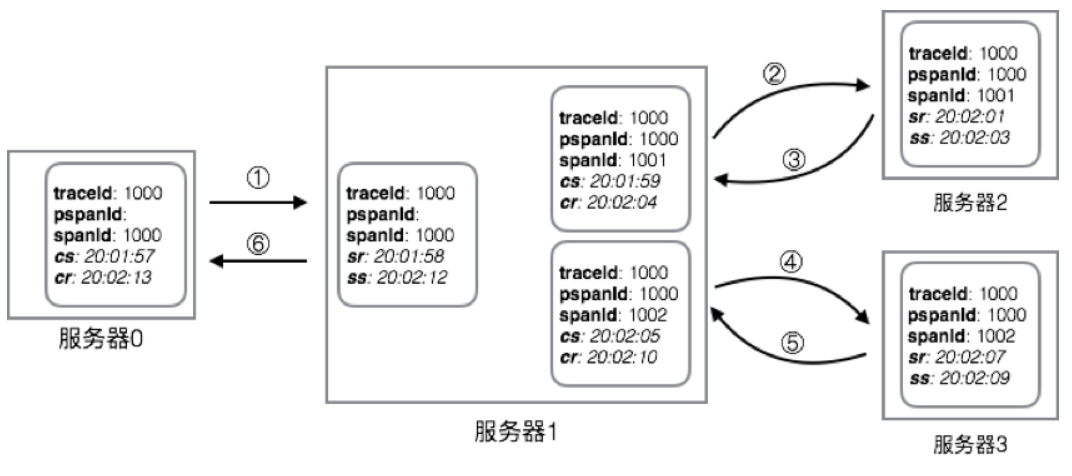 traceId: 1000
pspanId:
spanId: 1000
cs: 20:01:57
cr: 20:02:13
服务器0
①
⑥
traceId: 1000
pspanId:
spanId: 1000
sr: 20:01:58
ss: 20:02:12
traceId: 1000
pspanId: 1000
spanId: 1001
cs: 20:01:59
cr: 20:02:04
traceId: 1000
pspanId: 1000
spanId: 1002
cs: 20:02:05
cr: 20:02:10
服务器1
②
③
traceId: 1000
pspanId: 1000
spanId: 1001
sr: 20:02:01
ss: 20:02:03
服务器2
④
⑤
traceId: 1000
pspanId: 1000
spanId: 1002
sr: 20:02:07
ss: 20:02:09
服务器3